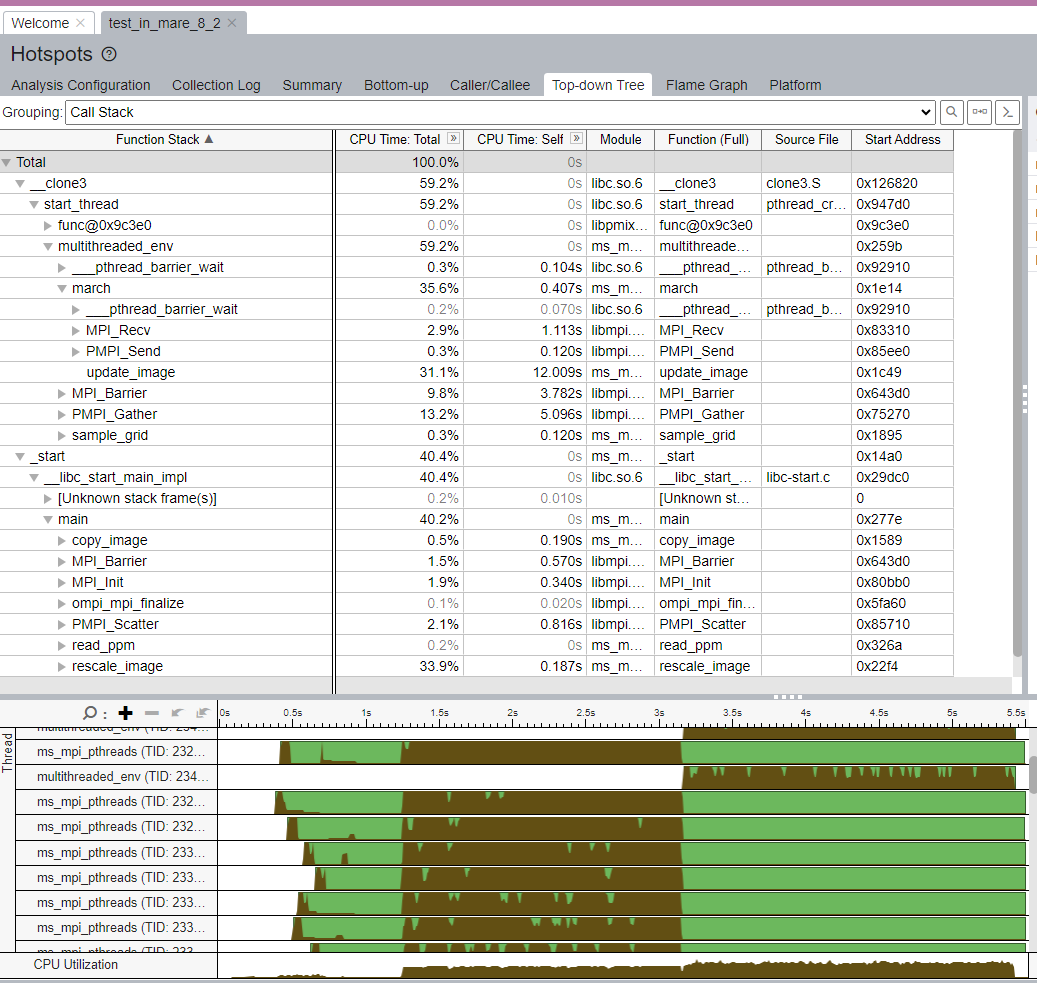 Welcome × test_in_mare_8_2 ×
Hotspots ?
Analysis Configuration Collection Log Summary Bottom-up Caller/Callee Top-down Tree Flame Graph Platform
Grouping: Call Stack
Function Stack ▲ CPU Time: Total » CPU Time: Self » Module Function (Full) Source File Start Address
Total 100.0% 0s
__clone3 59.2% 0s libc.so.6 __clone3 clone3.S 0x126820
start_thread 59.2% 0s libc.so.6 start_thread pthread_cr... 0x947d0
func@0x9c3e0 0.0% 0s libpmix... func@0x9c3e0 0x9c3e0
multithreaded_env 59.2% 0s ms_m... multithreade... 0x259b
___pthread_barrier_wait 0.3% 0.104s libc.so.6 ___pthread_... pthread_b... 0x92910
march 35.6% 0.407s ms_m... march 0x1e14
___pthread_barrier_wait 0.2% 0.070s libc.so.6 ___pthread_... pthread_b... 0x92910
MPI_Recv 2.9% 1.113s libmpi.... MPI_Recv 0x83310
PMPI_Send 0.3% 0.120s libmpi.... PMPI_Send 0x85ee0
update_image 31.1% 12.009s ms_m... update_image 0x1c49
MPI_Barrier 9.8% 3.782s libmpi.... MPI_Barrier 0x643d0
PMPI_Gather 13.2% 5.096s libmpi.... PMPI_Gather 0x75270
sample_grid 0.3% 0.120s ms_m... sample_grid 0x1895
_start 40.4% 0s ms_m... _start 0x14a0
__libc_start_main_impl 40.4% 0s libc.so.6 __libc_start_... libc-start.c 0x29dc0
[Unknown stack frame(s)] 0.2% 0.010s [Unknown st... 0
main 40.2% 0s ms_m... main 0x277e
copy_image 0.5% 0.190s ms_m... copy_image 0x1589
MPI_Barrier 1.5% 0.570s libmpi.... MPI_Barrier 0x643d0
MPI_Init 1.9% 0.340s libmpi.... MPI_Init 0x80bb0
ompi_mpi_finalize 0.1% 0.020s libmpi.... ompi_mpi_fin... 0x5fa60
PMPI_Scatter 2.1% 0.816s libmpi.... PMPI_Scatter 0x85710
read_ppm 0.2% 0s ms_m... read_ppm 0x326a
rescale_image 33.9% 0.187s ms_m... rescale_image 0x22f4
0s 0.5s 1s 1.5s 2s 2.5s 3s 3.5s 4s 4.5s 5s 5.5s
Thread
multithreaded_env (TID: 234...
ms_mpi_pthreads (TID: 232...
multithreaded_env (TID: 234...
ms_mpi_pthreads (TID: 232...
ms_mpi_pthreads (TID: 232...
ms_mpi_pthreads (TID: 233...
ms_mpi_pthreads (TID: 233...
ms_mpi_pthreads (TID: 233...
ms_mpi_pthreads (TID: 233...
ms_mpi_pthreads (TID: 233...
CPU Utilization